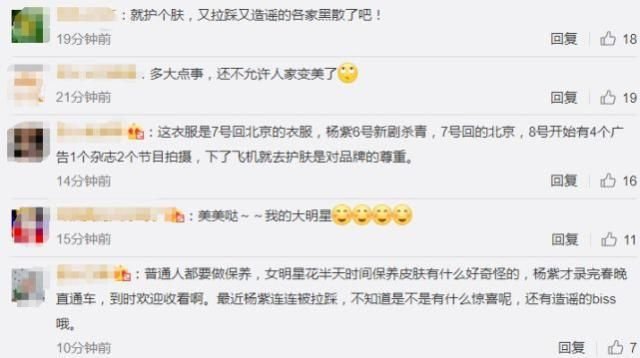 ：就护个肤，又拉踩又造谣的各家黑散了吧！
19分钟前
回复
18
．多大点事，还不允许人家变美了
21分钟前
回复
19
：这衣服是7号回北京的衣服，杨紫6号新剧杀青，7号回的北京，8号开始有4个广
告1个杂志2个节目拍摄，下了飞机就去护肤是对品牌的尊重。
14分钟前
回复
16
：美美哒～～我的大明星
15分钟前
回复
11
：普通人都要做保养，女明星花半天时间保养皮肤有什么好奇怪的，杨紫才录完春晚
直通车，到时欢迎收看啊。最近杨紫连连被拉踩，不知道是不是有什么惊喜呢，还有造谣的biss
哦。
10分钟前
回复
7